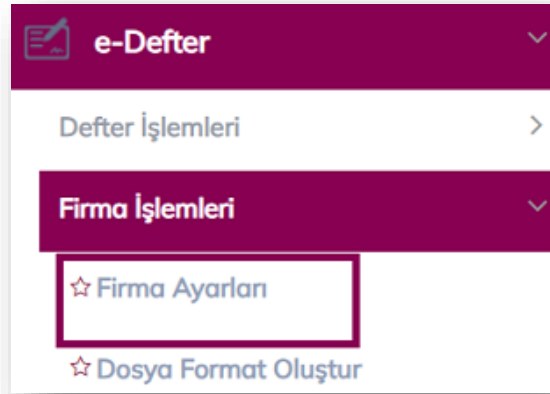 e-Defter
Defter İşlemleri
Firma İşlemleri
Firma Ayarları
Dosya Format Oluştur